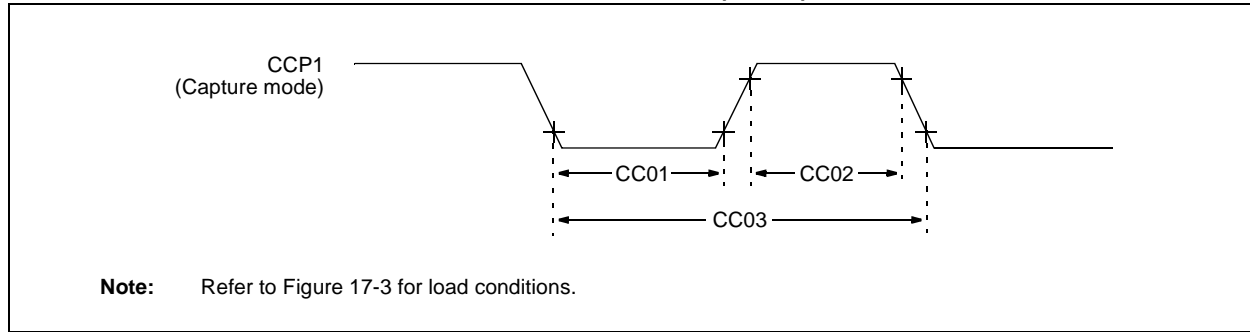 CCP1
(Capture mode)
CC01
CC02
CC03
Note: Refer to Figure 17-3 for load conditions.